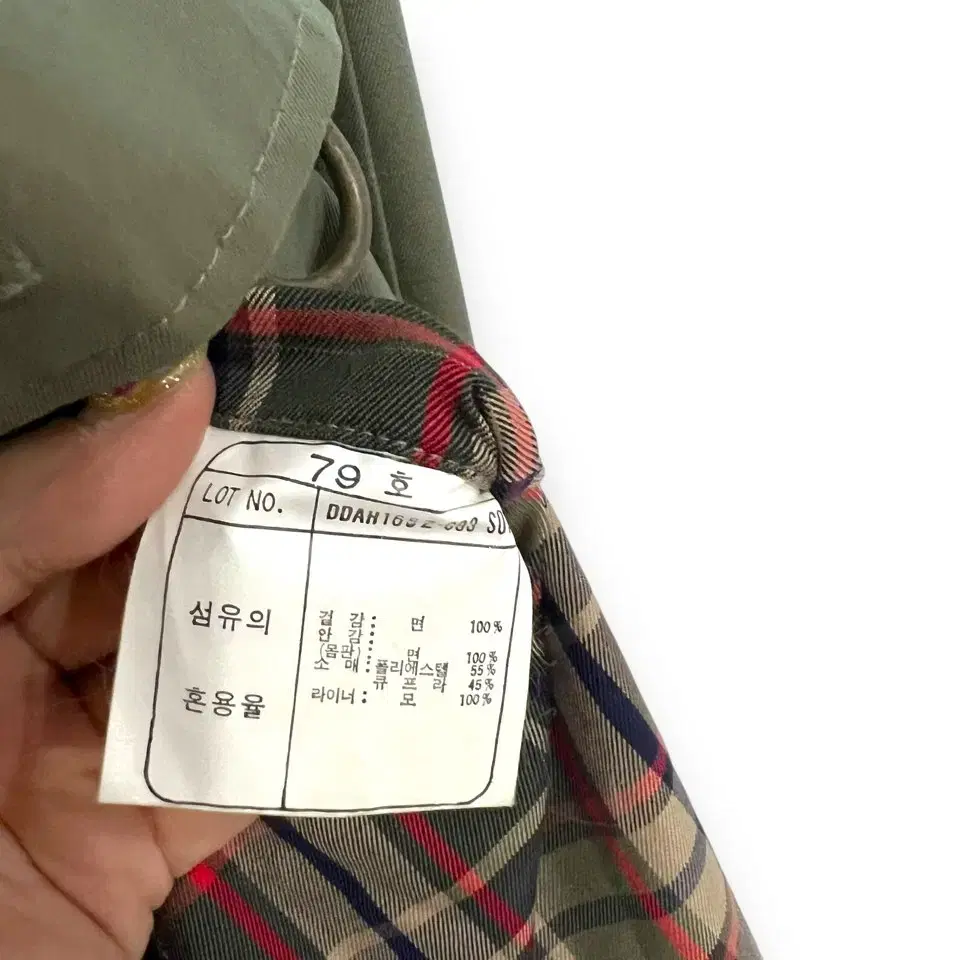 79 호
LOT NO.
섬유의
혼용율
겉 감 : 면 100%
안 감 :
(몸판) : 면 100%
소 매 : 폴리에스텔 55%
큐 프 라 45%
라이너 : 모 100%